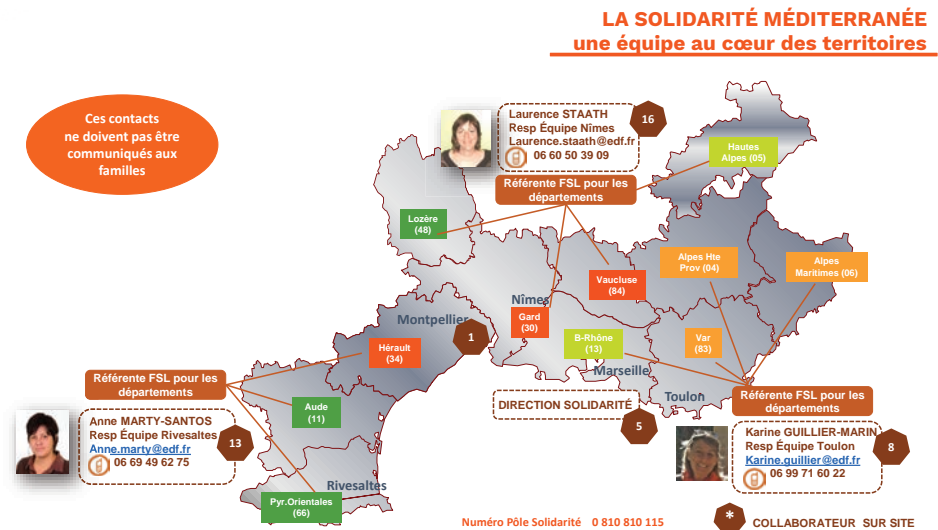 LA SOLIDARITÉ MÉDITERRANÉE
une équipe au cœur des territoires
Ces contacts
ne doivent pas être
communiqués aux
familles
Laurence STAATH
Resp Équipe Nîmes
Laurence.staath@edf.fr
06 60 50 39 09
16
Référente FSL pour les
départements
Hautes
Alpes (05)
Lozère
(48)
Alpes Hte
Prov (04)
Alpes
Maritimes (06)
Vaucluse
(84)
Nîmes
Gard
(30)
Montpellier
1
Hérault
(34)
B-Rhône
(13)
Var
(83)
Marseille
Toulon
Référente FSL pour les
départements
Aude
(11)
DIRECTION SOLIDARITÉ
5
Référente FSL pour les
départements
Anne MARTY-SANTOS
Resp Équipe Rivesaltes
Anne.marty@edf.fr
06 69 49 62 75
13
Karine GUILLIER-MARIN
Resp Équipe Toulon
Karine.guillier@edf.fr
06 99 71 60 22
8
Rivesaltes
Pyr.Orientales
(66)
Numéro Pôle Solidarité 0 810 810 115
* COLLABORATEUR SUR SITE